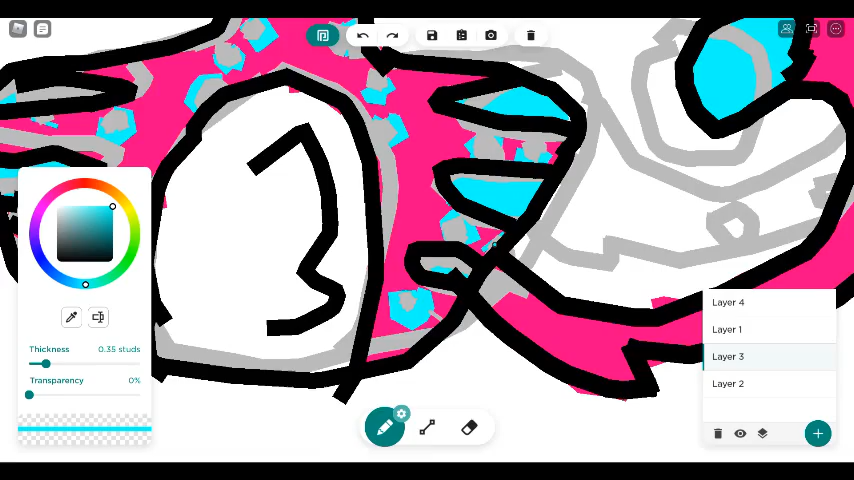 Thickness 0.35 studs
Transparency 0%
Layer 4
Layer 1
Layer 3
Layer 2